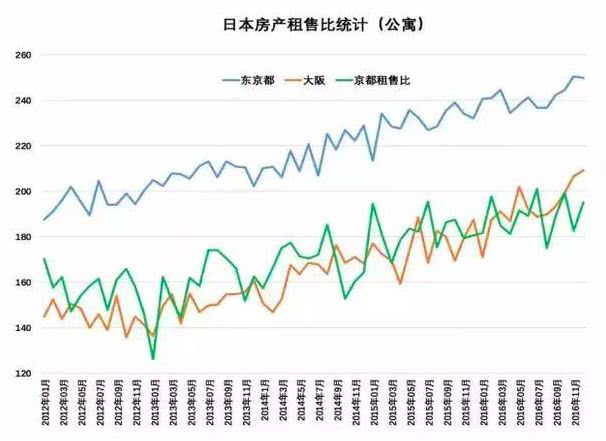 日本房产租售比统计（公寓）
260
东京都 大阪 京都租售比
240
220
200
180
160
140
120
2012年01月
2012年03月
2012年05月
2012年07月
2012年09月
2012年11月
2013年01月
2013年03月
2013年05月
2013年07月
2013年09月
2013年11月
2014年01月
2014年03月
2014年05月
2014年07月
2014年09月
2014年11月
2015年01月
2015年03月
2015年05月
2015年07月
2015年09月
2015年11月
2016年01月
2016年03月
2016年05月
2016年07月
2016年09月
2016年11月